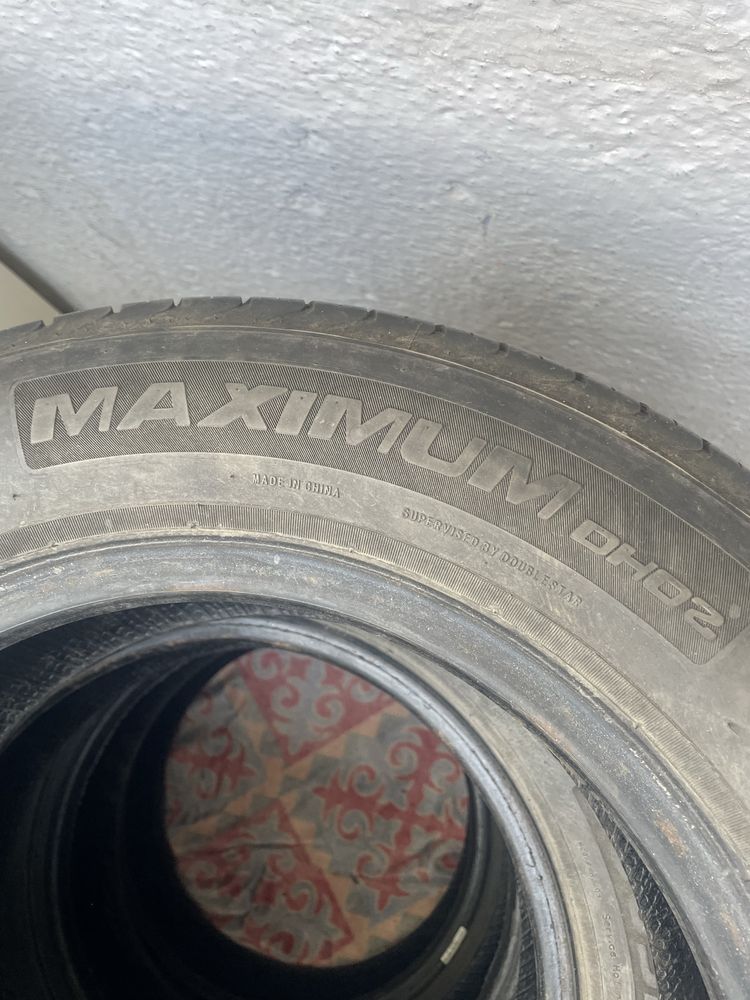 MAXIMUM DH02
MADE IN CHINA
SUPERVISED BY DOUBLESTAR